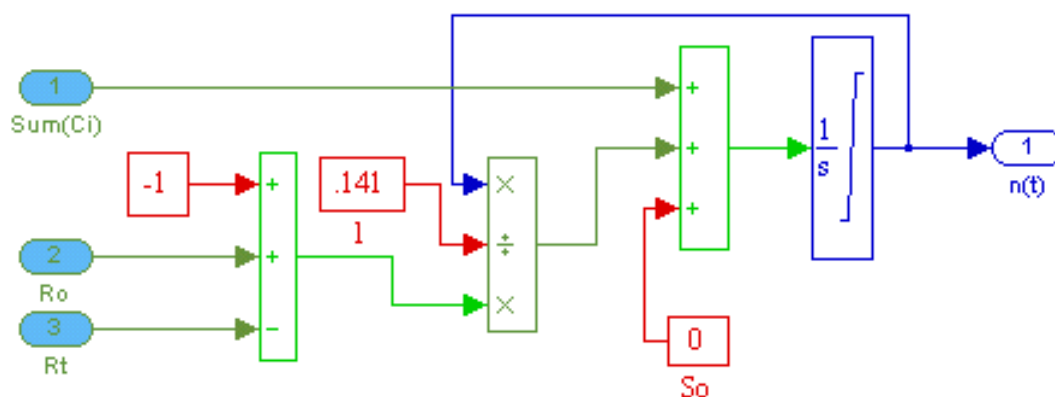 1
Sum(Ci)
-1
2
Ro
3
Rt
+
+
−
.141
l
×
÷
×
+
+
+
0
So
1
s
1
n(t)